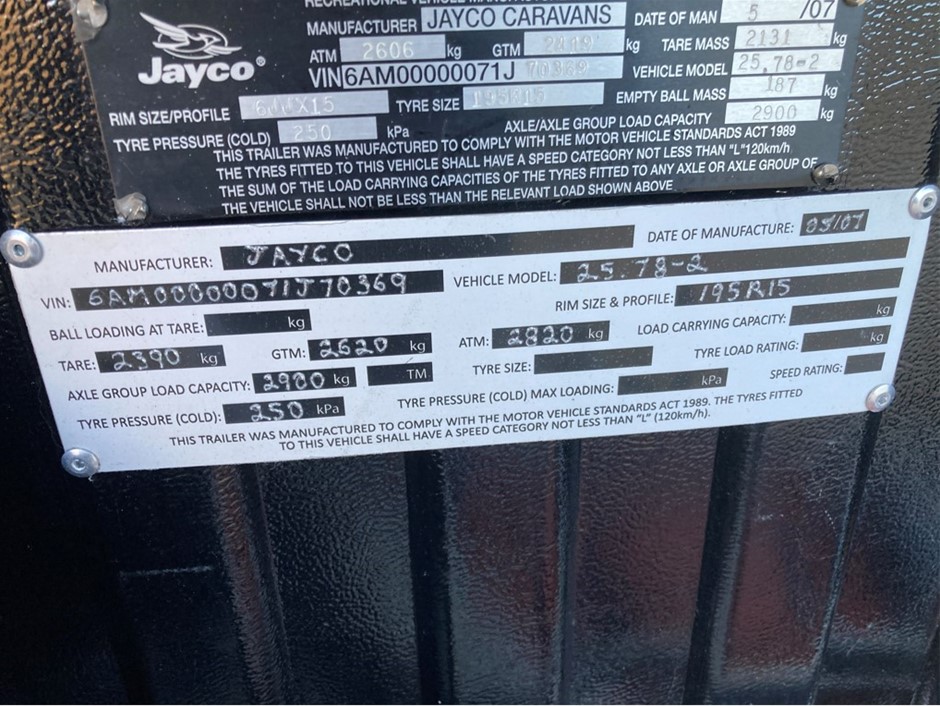 RECREATIONAL VEHICLE
MANUFACTURER JAYCO CARAVANS DATE OF MAN 5 /07
Jayco®
ATM 2606 kg GTM 2419 kg TARE MASS 2131 kg
VIN 6AM00000071J 70369 VEHICLE MODEL 25.78-2
RIM SIZE/PROFILE X15 TYRE SIZE 195R15 EMPTY BALL MASS 187 kg
TYRE PRESSURE (COLD) 250 kPa AXLE/AXLE GROUP LOAD CAPACITY 2900 kg
THIS TRAILER WAS MANUFACTURED TO COMPLY WITH THE MOTOR VEHICLE STANDARDS ACT 1989
THE TYRES FITTED TO THIS VEHICLE SHALL HAVE A SPEED CATEGORY NOT LESS THAN "L" 120km/h
THE SUM OF THE LOAD CARRYING CAPACITIES OF THE TYRES FITTED TO ANY AXLE OR AXLE GROUP OF
THE VEHICLE SHALL NOT BE LESS THAN THE RELEVANT LOAD SHOWN ABOVE
MANUFACTURER: JAYCO DATE OF MANUFACTURE: 05/07
VIN: 6AM00000071J70369 VEHICLE MODEL: 25.78-2
BALL LOADING AT TARE: kg RIM SIZE & PROFILE: 195R15
TARE: 2390 kg GTM: 2620 kg ATM: 2820 kg LOAD CARRYING CAPACITY: kg
AXLE GROUP LOAD CAPACITY: 2900 kg TM TYRE SIZE: TYRE LOAD RATING: kg
TYRE PRESSURE (COLD): 250 kPa TYRE PRESSURE (COLD) MAX LOADING: kPa SPEED RATING:
THIS TRAILER WAS MANUFACTURED TO COMPLY WITH THE MOTOR VEHICLE STANDARDS ACT 1989. THE TYRES FITTED
TO THIS VEHICLE SHALL HAVE A SPEED CATEGORY NOT LESS THAN "L" (120km/h).